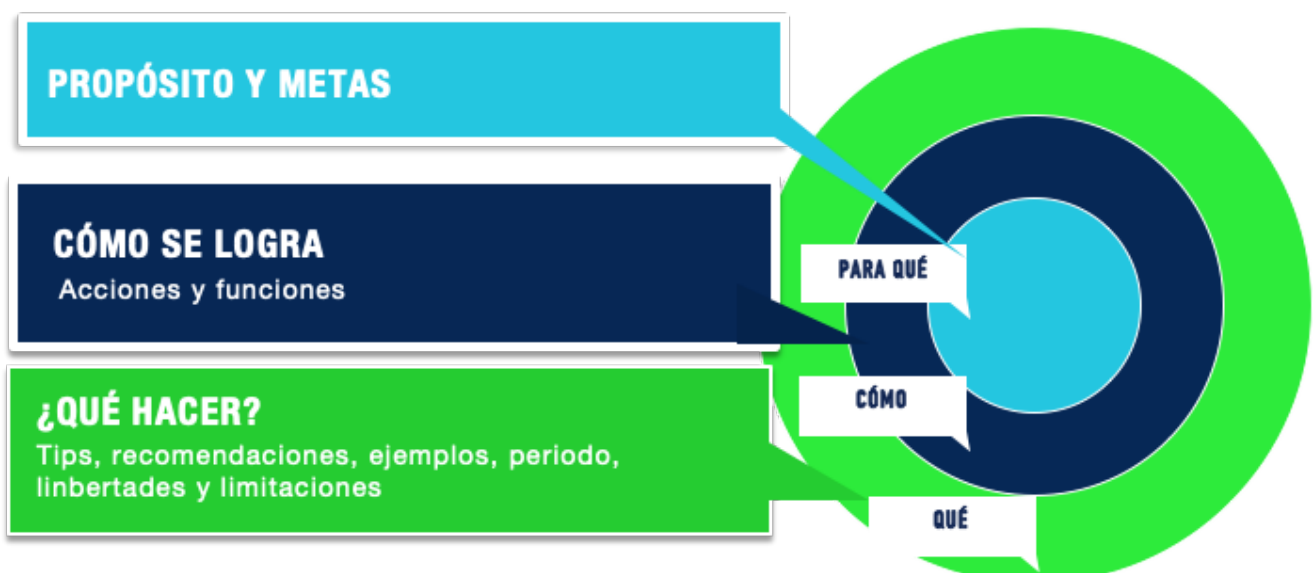 PROPÓSITO Y METAS
CÓMO SE LOGRA
Acciones y funciones
¿QUÉ HACER?
Tips, recomendaciones, ejemplos, periodo,
linbertades y limitaciones
PARA QUÉ
CÓMO
QUÉ